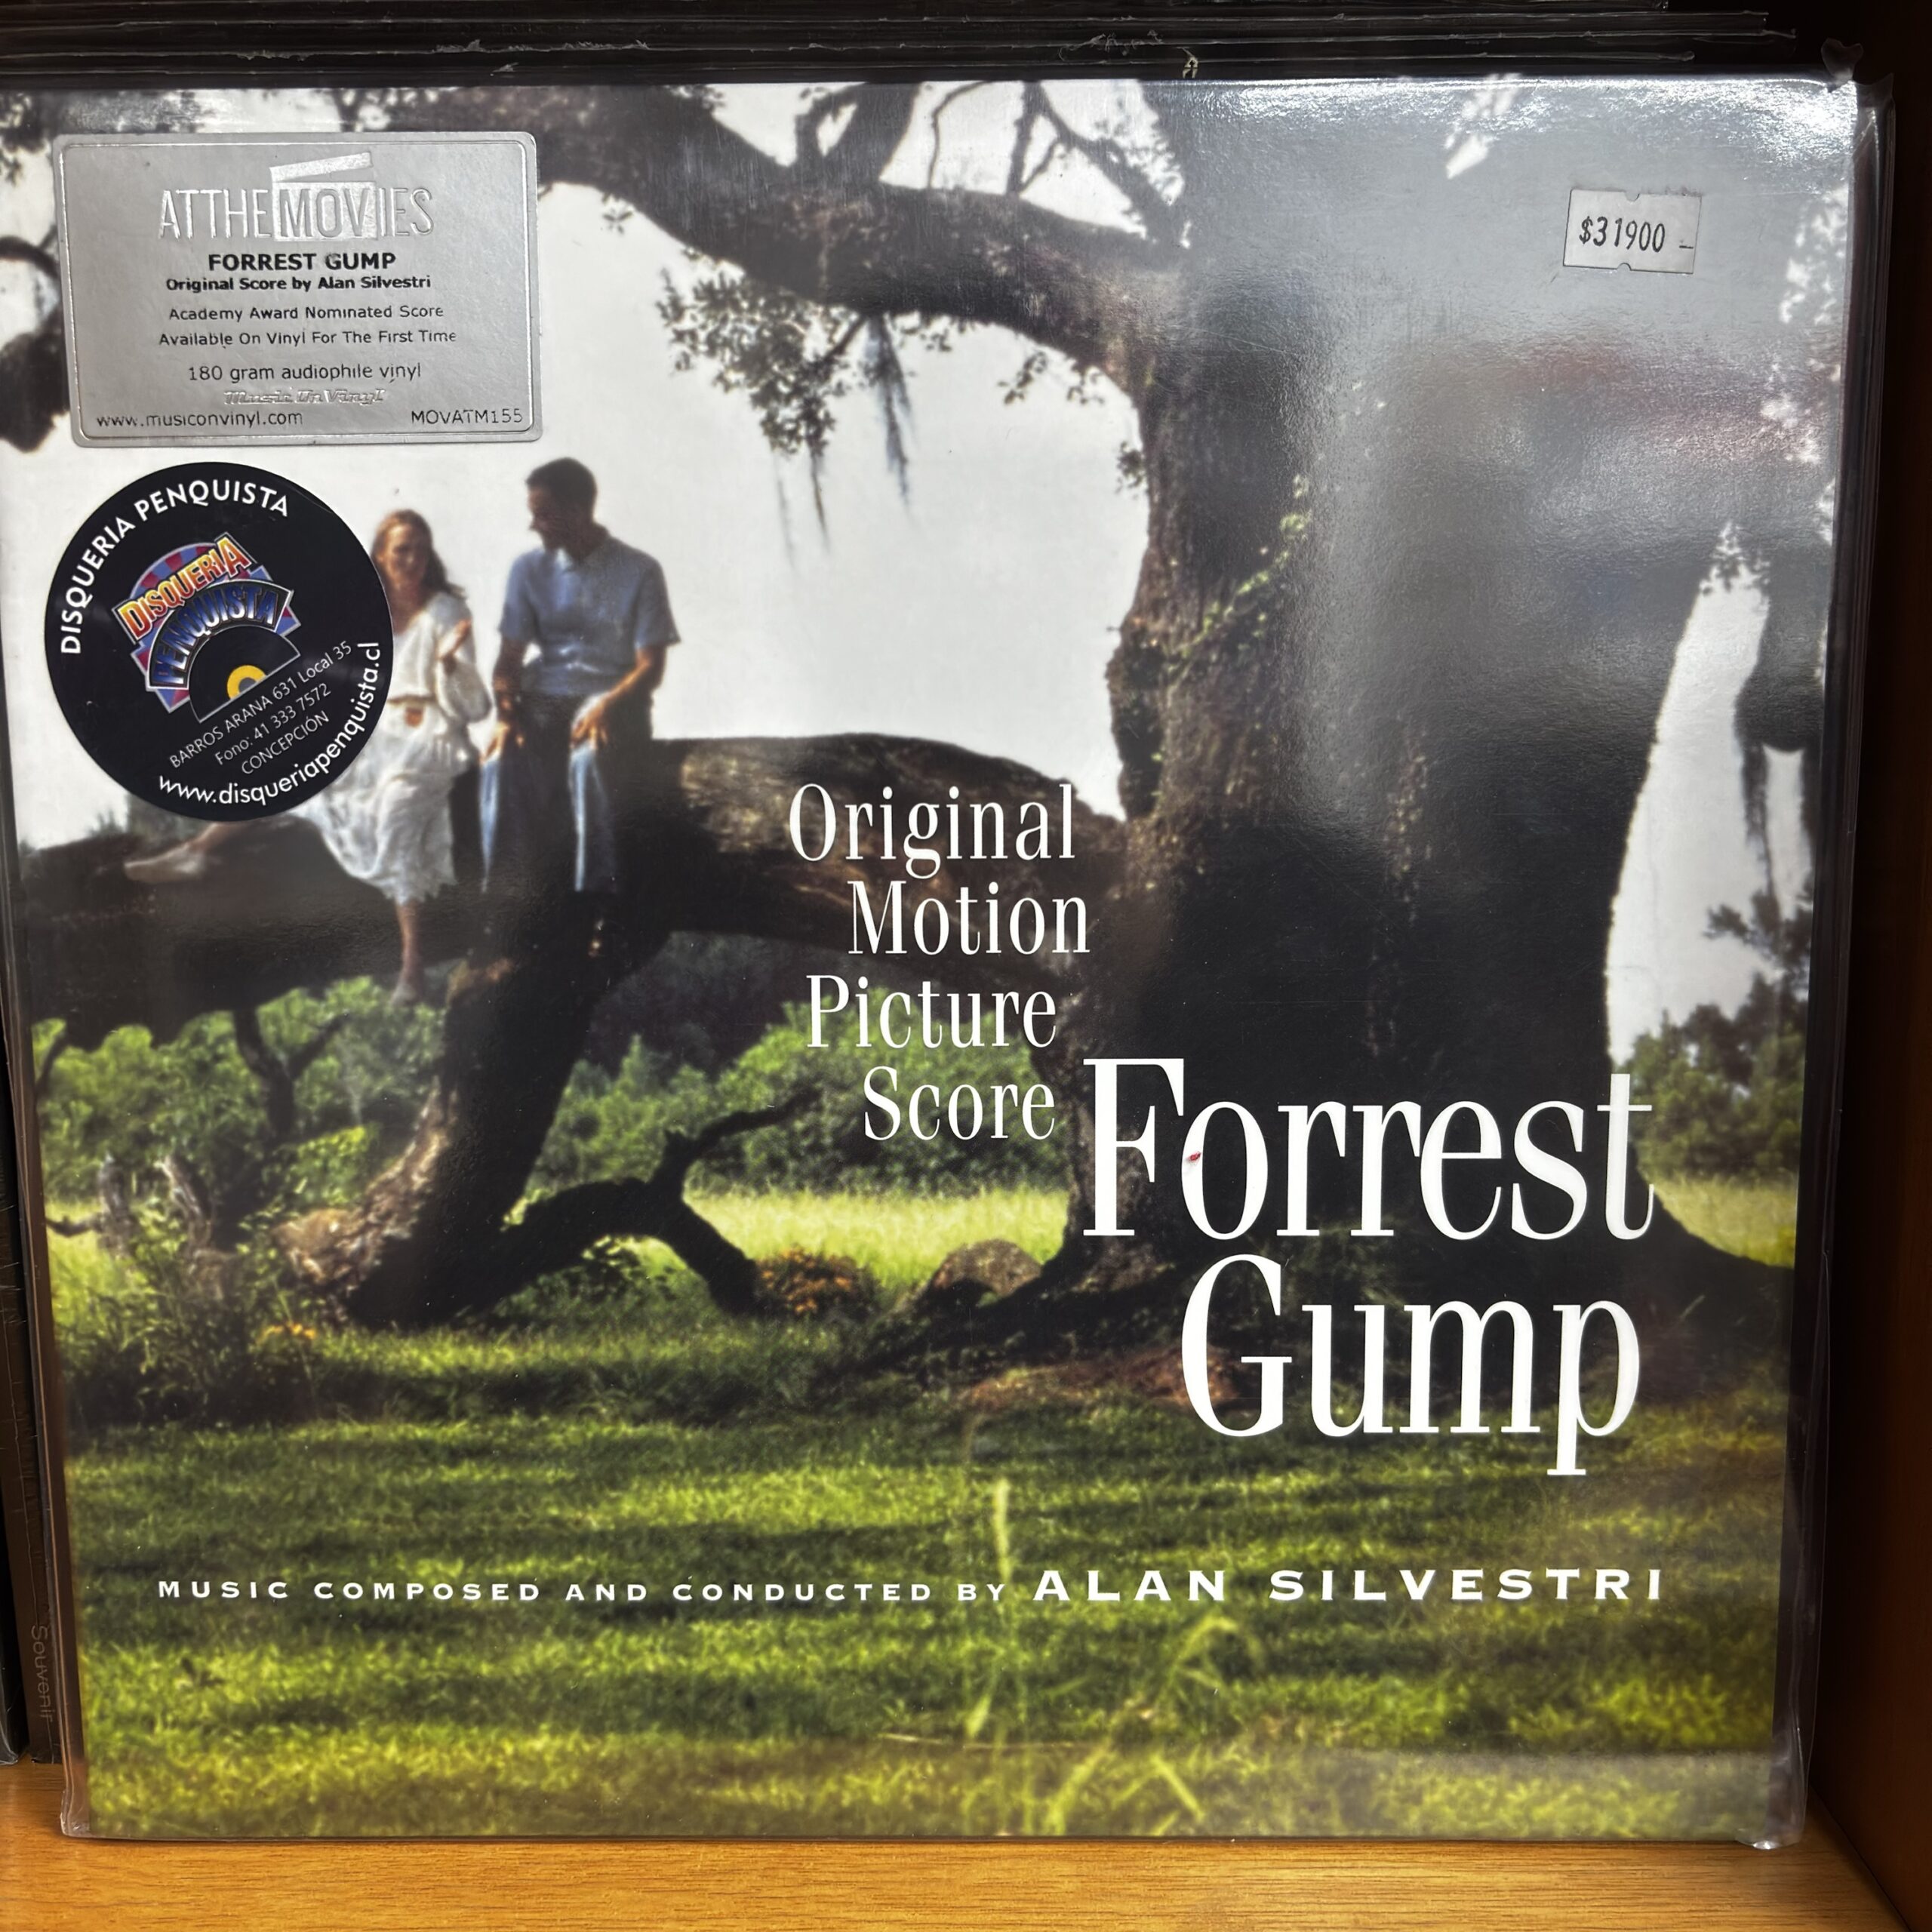 ATTHEMOVIES
FORREST GUMP
Original Score by Alan Silvestri
Academy Award Nominated Score
Available On Vinyl For The First Time
180 gram audiophile vinyl
Music On Vinyl
www.musiconvinyl.com MOVATM155
$31900 -
DISQUERIA PENQUISTA
DISQUERIA
PENQUISTA
BARROS ARANA 631 Local 35
Fono: 41 333 7572
CONCEPCIÓN
www.disqueriapenquista.cl
Original
Motion
Picture
Score
Forrest
Gump
MUSIC COMPOSED AND CONDUCTED BY ALAN SILVESTRI
Souvenir